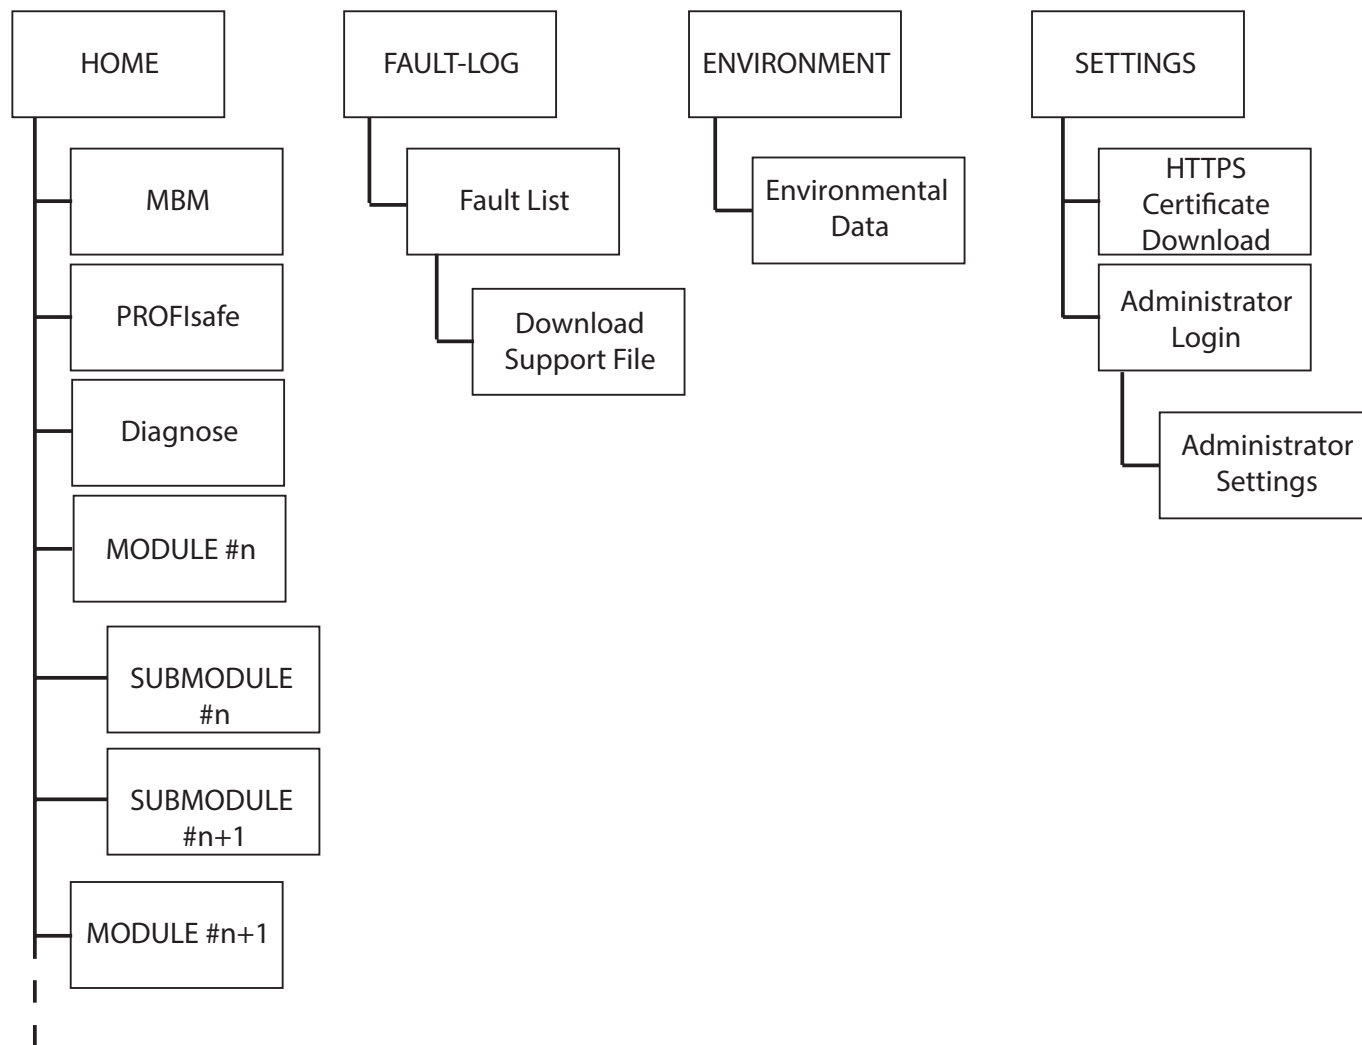 HOME
MBM
PROFIsafe
Diagnose
MODULE #n
SUBMODULE
#n
SUBMODULE
#n+1
MODULE #n+1
FAULT-LOG
Fault List
Download
Support File
ENVIRONMENT
Environmental
Data
SETTINGS
HTTPS
Certificate
Download
Administrator
Login
Administrator
Settings